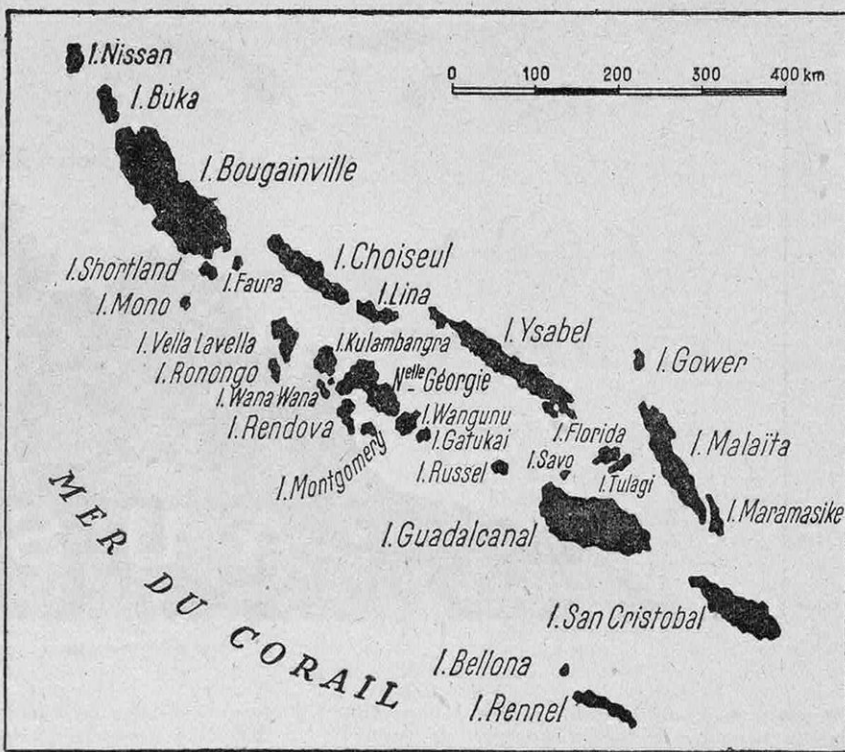 I. Nissan
0 100 200 300 400 km
I. Buka
I. Bougainville
I. Shortland
I. Faura
I. Choiseul
I. Mono
I. Lina
I. Ysabel
I. Vella Lavella
I. Kulambangra
I. Gower
I. Ronongo
Nelle Géorgie
I. Wana Wana
I. Rendova
I. Wangunu
I. Gatukai
I. Florida
I. Malaïta
I. Montgomery
I. Russel
I. Savo
I. Tulagi
I. Maramasike
I. Guadalcanal
MER DU CORAIL
I. San Cristobal
I. Bellona
I. Rennel